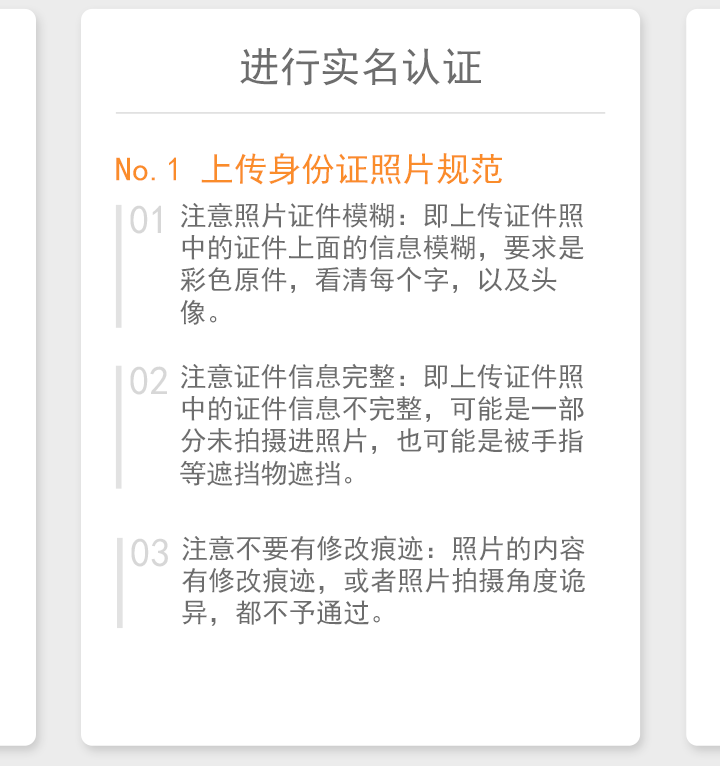 进行实名认证
No.1 上传身份证照片规范
01 注意照片证件模糊：即上传证件照
中的证件上面的信息模糊，要求是
彩色原件，看清每个字，以及头
像。
02 注意证件信息完整：即上传证件照
中的证件信息不完整，可能是一部
分未拍摄进照片，也可能是被手指
等遮挡物遮挡。
03 注意不要有修改痕迹：照片的内容
有修改痕迹，或者照片拍摄角度诡
异，都不予通过。